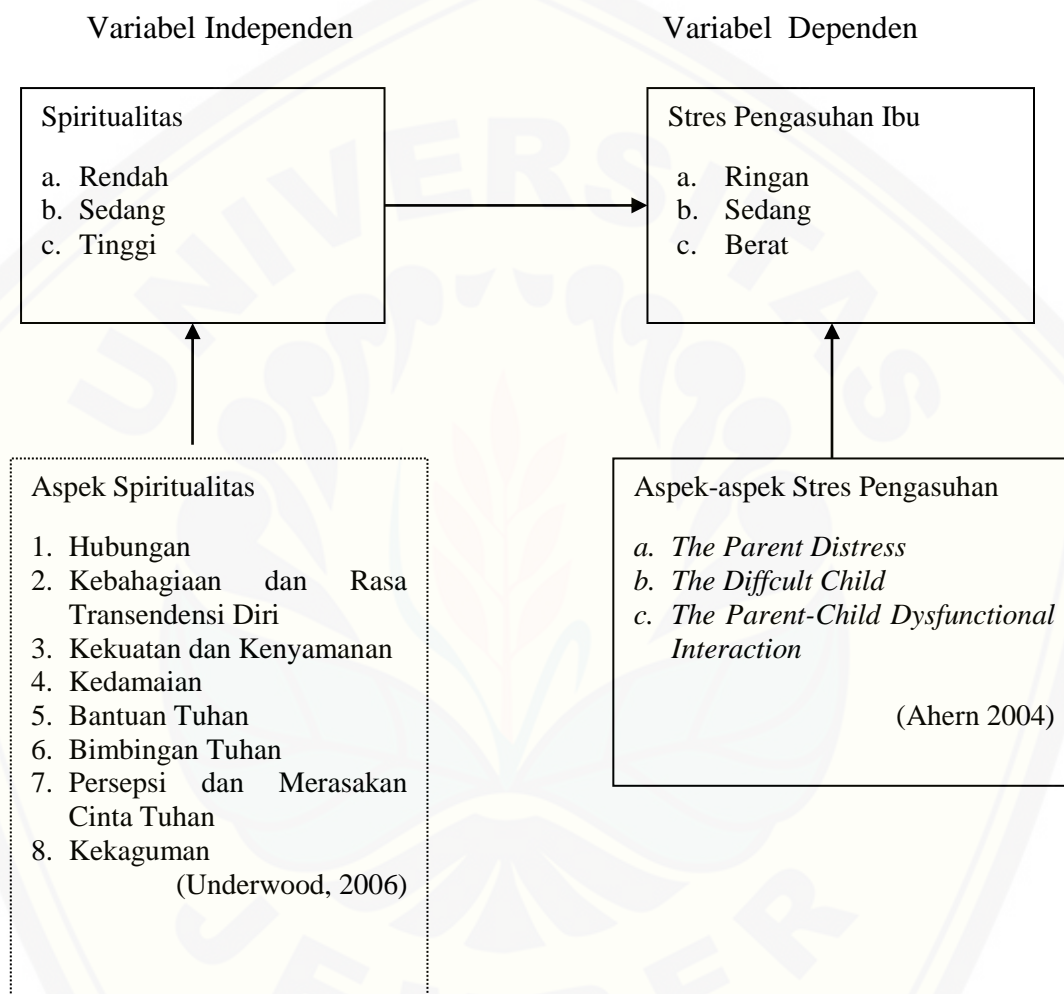 Variabel Independen
Variabel Dependen
Spiritualitas
a. Rendah
b. Sedang
c. Tinggi
Stres Pengasuhan Ibu
a. Ringan
b. Sedang
c. Berat
Aspek Spiritualitas
1. Hubungan
2. Kebahagiaan dan Rasa
Transendensi Diri
3. Kekuatan dan Kenyamanan
4. Kedamaian
5. Bantuan Tuhan
6. Bimbingan Tuhan
7. Persepsi dan Merasakan
Cinta Tuhan
8. Kekaguman
(Underwood, 2006)
Aspek-aspek Stres Pengasuhan
a. The Parent Distress
b. The Diffcult Child
c. The Parent-Child Dysfunctional
Interaction
(Ahern 2004)
UNIVERSITAS
JEMBER